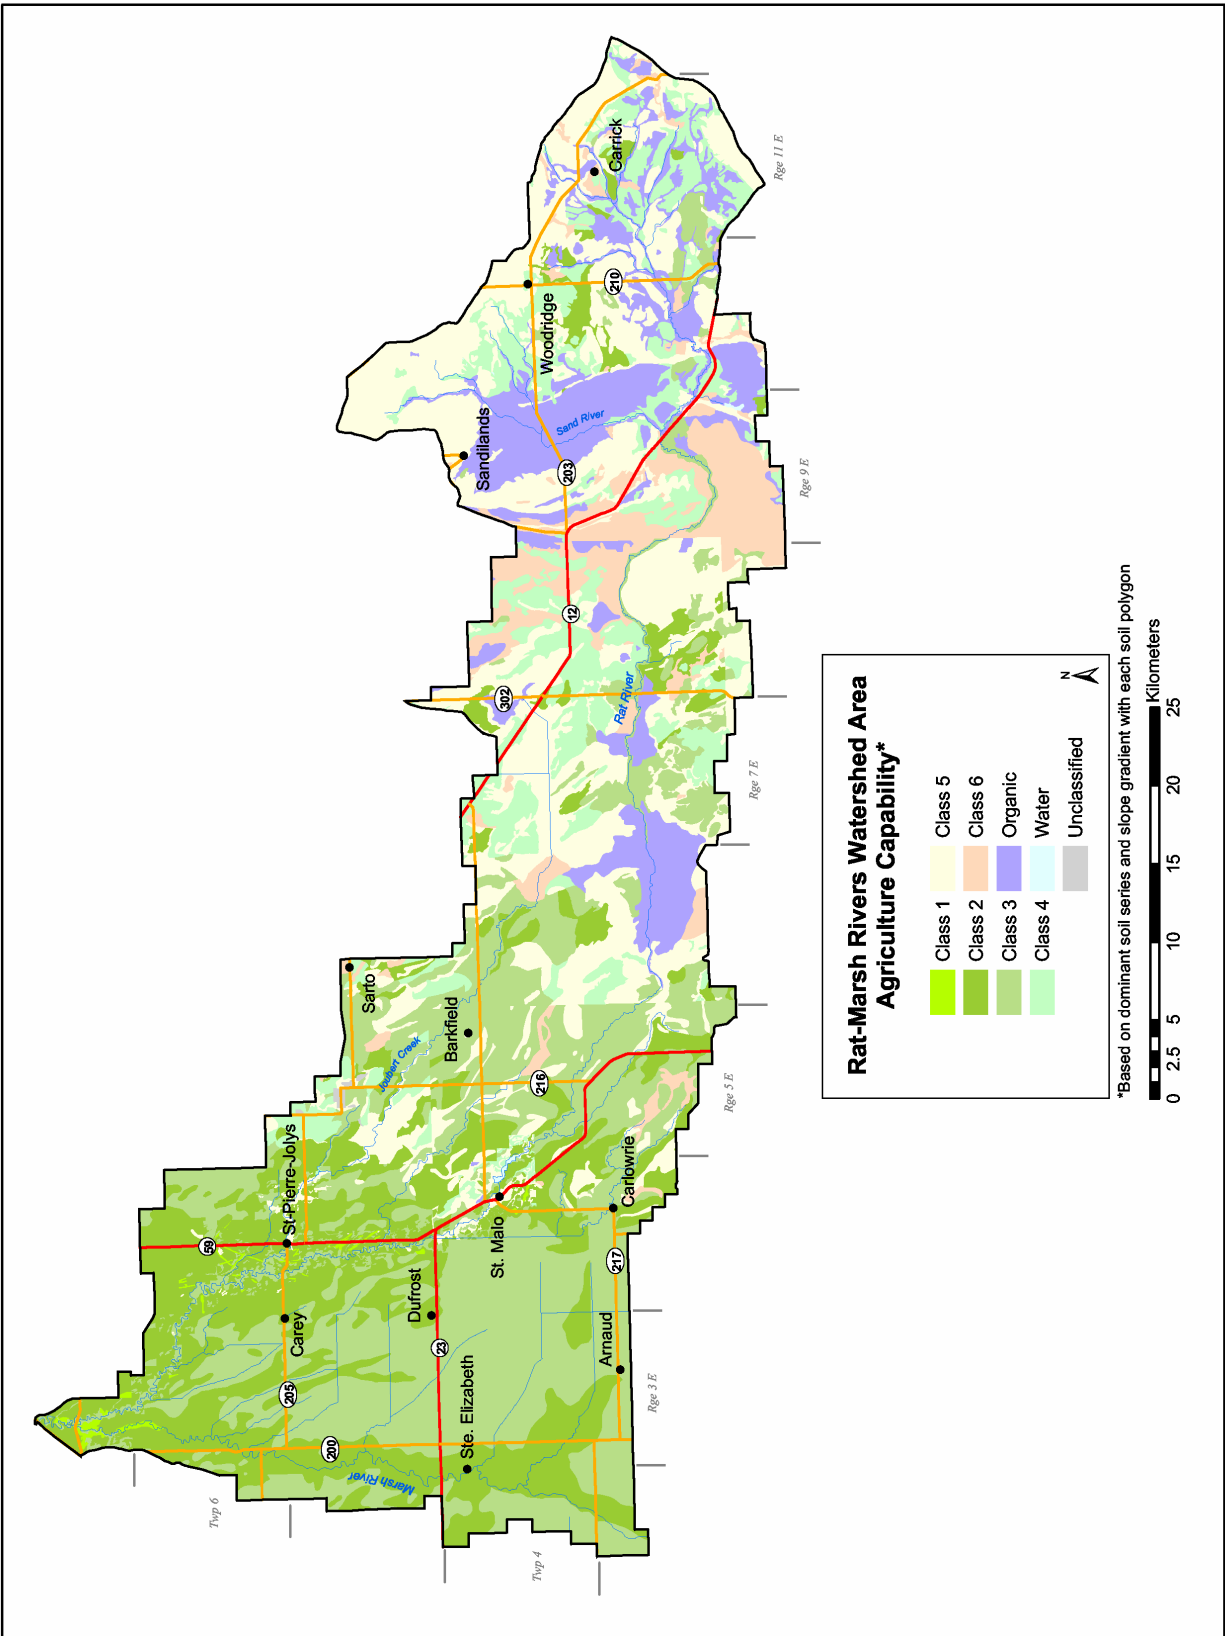 Rat-Marsh Rivers Watershed Area
Agriculture Capability*
Class 1
Class 2
Class 3
Class 4
Class 5
Class 6
Organic
Water
Unclassified
N
*Based on dominant soil series and slope gradient with each soil polygon
0 2.5 5 10 15 20 25
Kilometers
Twp 6
Twp 4
Rge 3 E
Rge 5 E
Rge 7 E
Rge 9 E
Rge 11 E
Marsh River
Joubert Creek
Rat River
Sand River
Ste. Elizabeth
Arnaud
Carey
Dufrost
St-Pierre-Jolys
St. Malo
Carlowrie
Barkfield
Sarto
Sandilands
Woodridge
Carrick
200
205
23
59
217
216
302
12
203
210